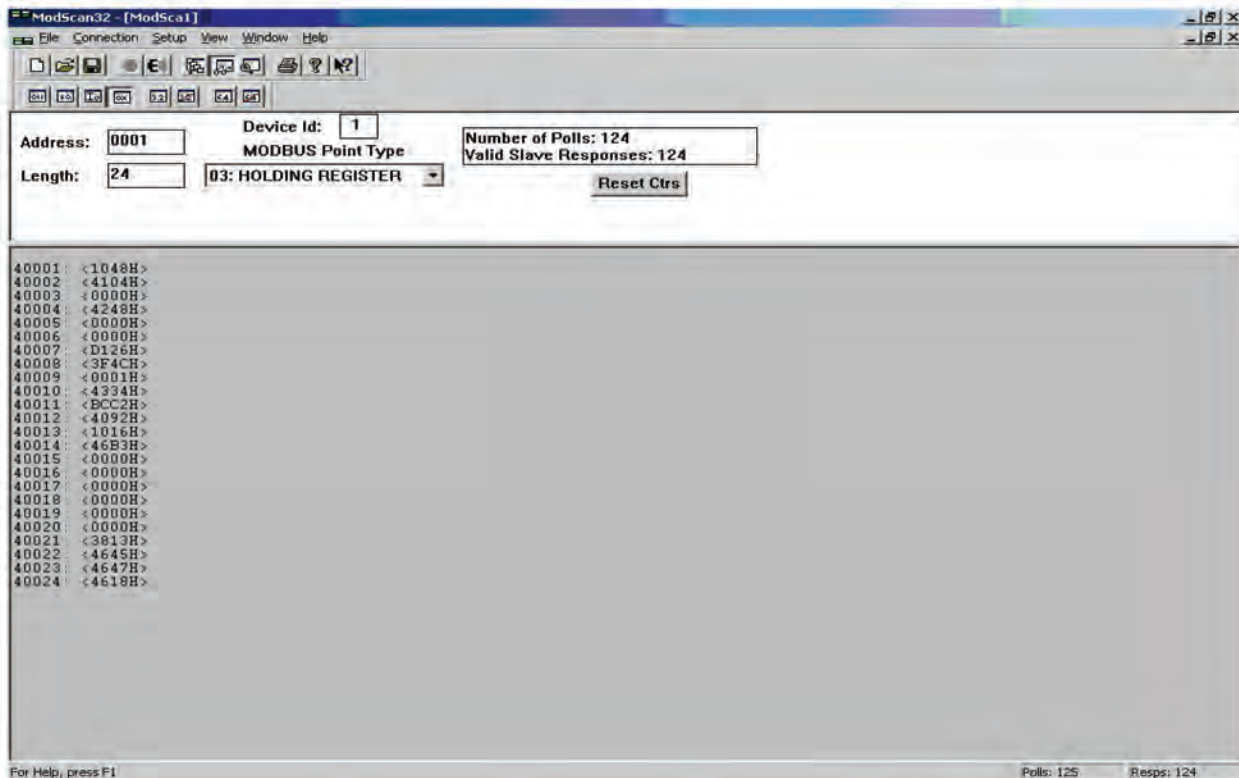 ModScan32 - [ModSca1]
File Connection Setup View Window Help
Address: 0001
Device Id: 1
MODBUS Point Type
Length: 24
03: HOLDING REGISTER
Number of Polls: 124
Valid Slave Responses: 124
Reset Ctrs
40001: <1048H>
40002: <4104H>
40003: <0000H>
40004: <4248H>
40005: <0000H>
40006: <0000H>
40007: <D126H>
40008: <3F4CH>
40009: <0001H>
40010: <4334H>
40011: <BCC2H>
40012: <4092H>
40013: <1016H>
40014: <46B3H>
40015: <0000H>
40016: <0000H>
40017: <0000H>
40018: <0000H>
40019: <0000H>
40020: <0000H>
40021: <3813H>
40022: <4645H>
40023: <4647H>
40024: <4618H>
For Help, press F1
Polls: 125
Resps: 124